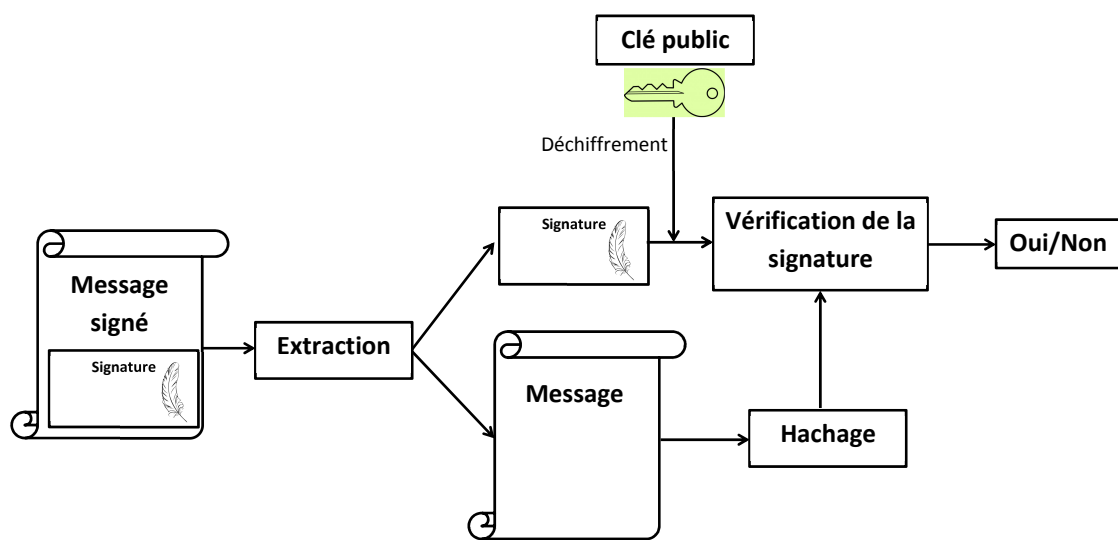 Clé public
Déchiffrement
Signature
Vérification de la
signature
Oui/Non
Message
signé
Signature
Extraction
Message
Hachage